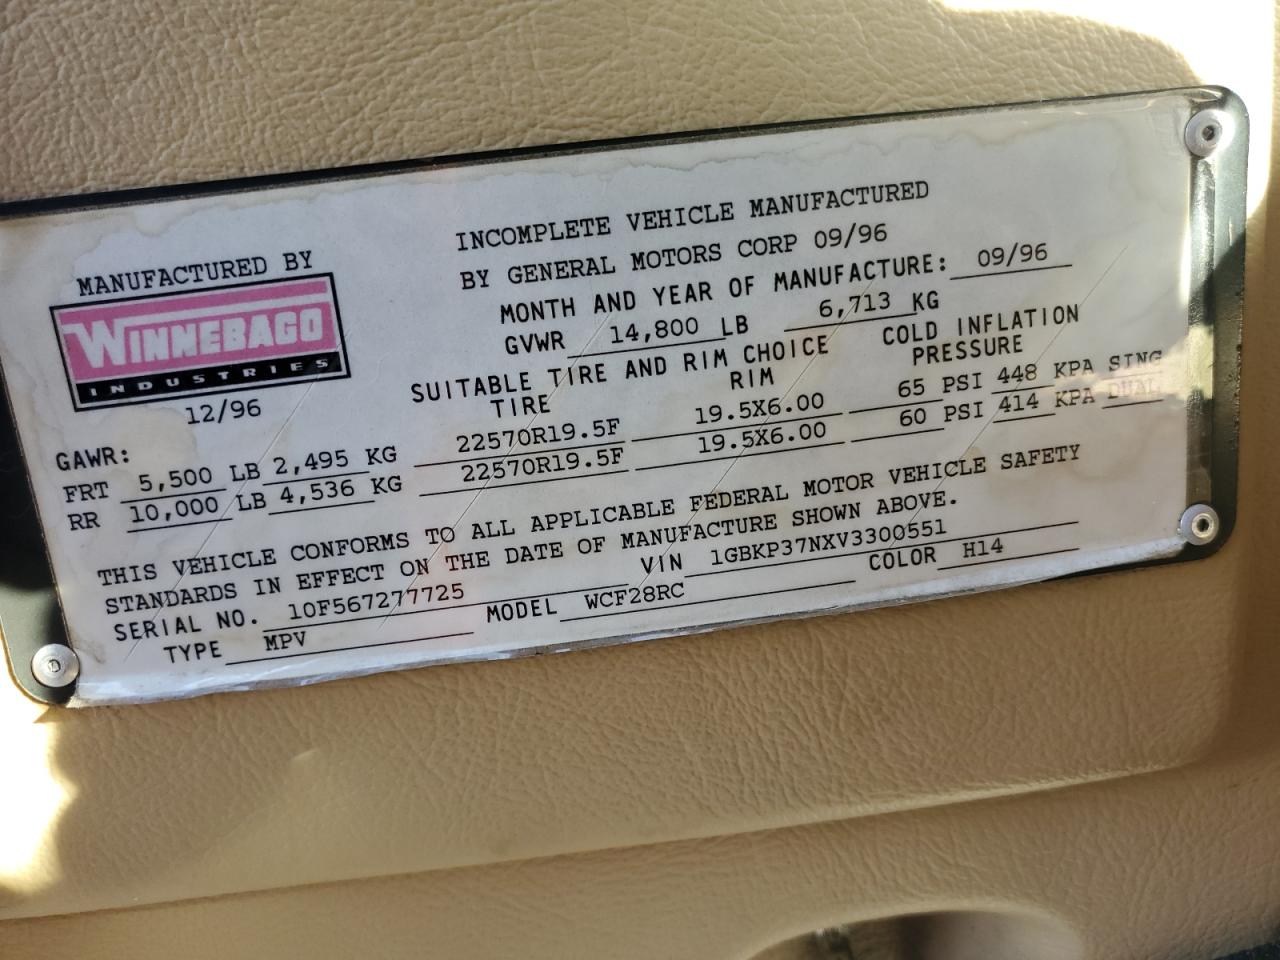 MANUFACTURED BY
WINNEBAGO
INDUSTRIES
12/96
INCOMPLETE VEHICLE MANUFACTURED
BY GENERAL MOTORS CORP 09/96
MONTH AND YEAR OF MANUFACTURE: 09/96
GVWR 14,800 LB 6,713 KG
SUITABLE TIRE AND RIM CHOICE COLD INFLATION
TIRE RIM PRESSURE
GAWR:
FRT 5,500 LB 2,495 KG 22570R19.5F 19.5X6.00 65 PSI 448 KPA SING
RR 10,000 LB 4,536 KG 22570R19.5F 19.5X6.00 60 PSI 414 KPA DUAL
THIS VEHICLE CONFORMS TO ALL APPLICABLE FEDERAL MOTOR VEHICLE SAFETY
STANDARDS IN EFFECT ON THE DATE OF MANUFACTURE SHOWN ABOVE.
SERIAL NO. 10F567277725 VIN 1GBKP37NXV3300551
TYPE MPV MODEL WCF28RC COLOR H14